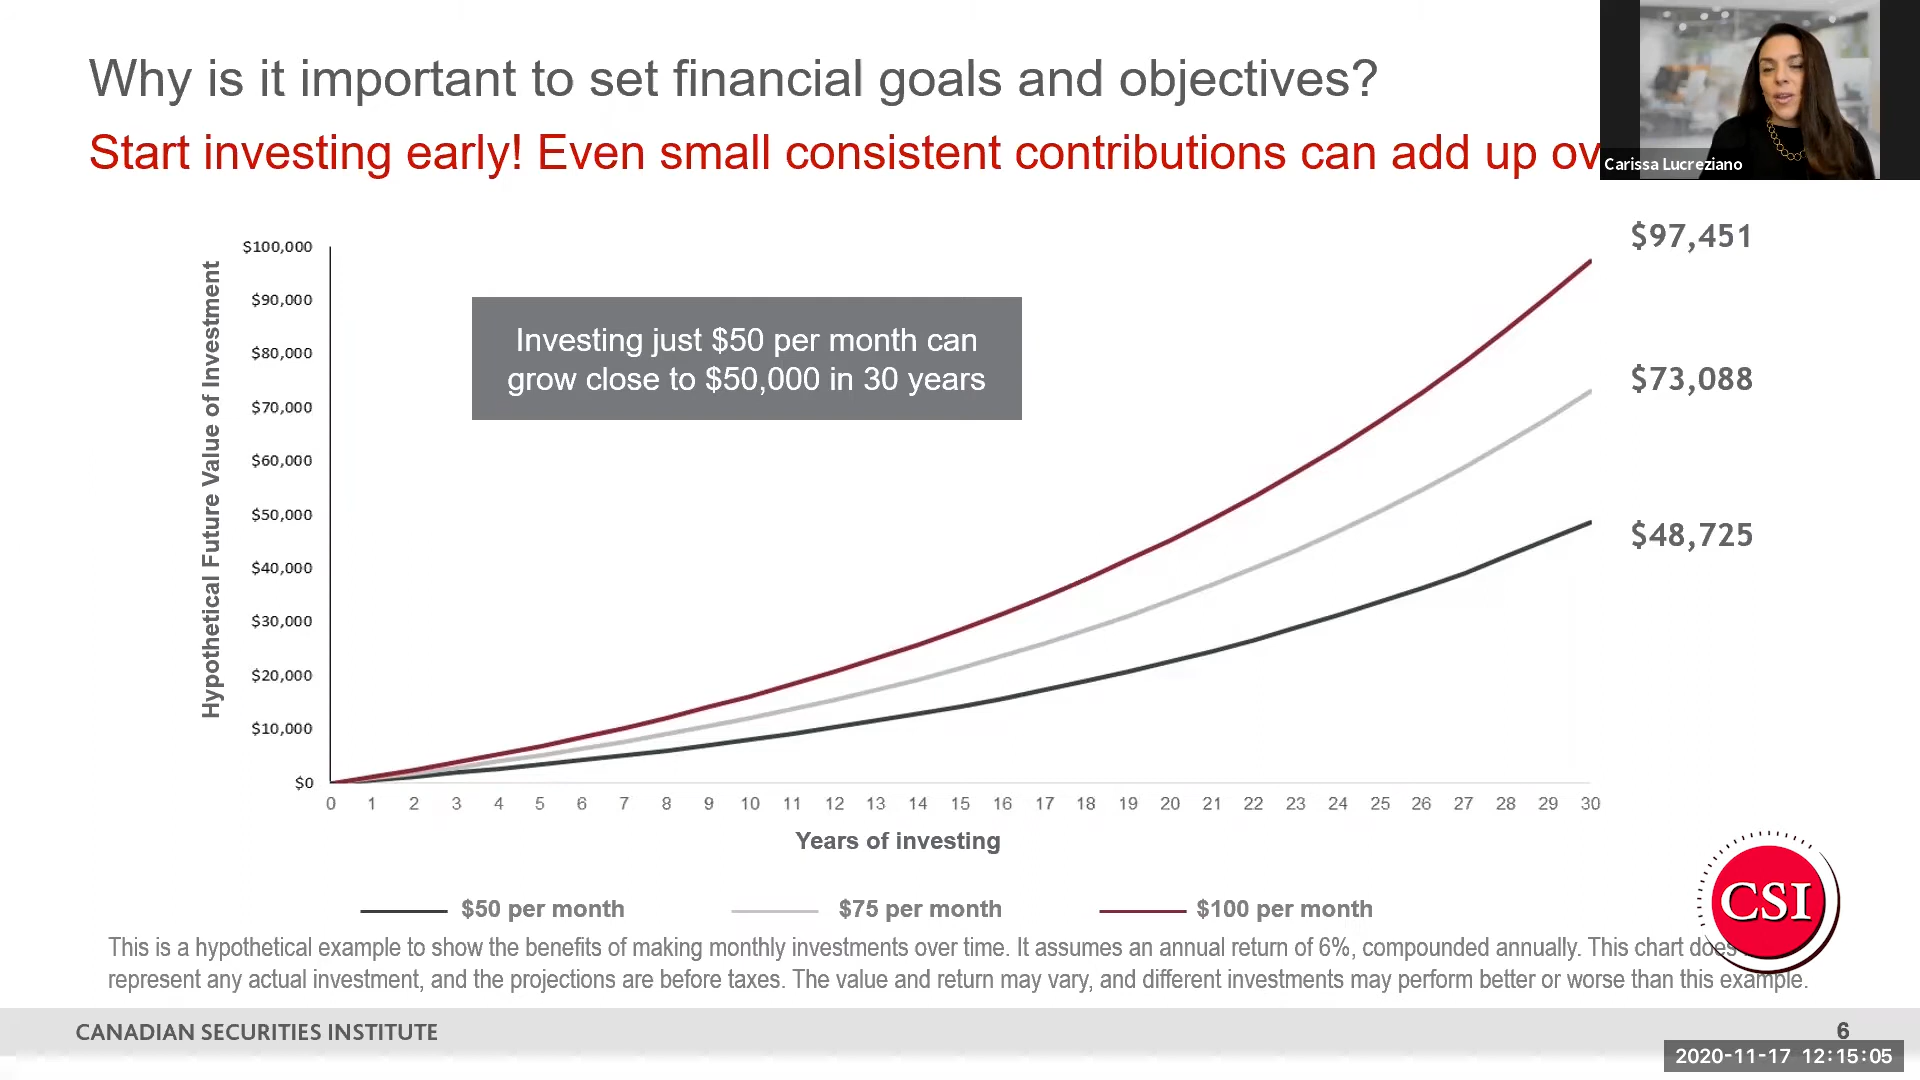 Why is it important to set financial goals and objectives?
Start investing early! Even small consistent contributions can add up ov
Carissa Lucreziano
$97,451
$73,088
$48,725
Hypothetical Future Value of Investment
$100,000
$90,000
$80,000
$70,000
$60,000
$50,000
$40,000
$30,000
$20,000
$10,000
$0
Investing just $50 per month can
grow close to $50,000 in 30 years
0 1 2 3 4 5 6 7 8 9 10 11 12 13 14 15 16 17 18 19 20 21 22 23 24 25 26 27 28 29 30
Years of investing
$50 per month $75 per month $100 per month
CSI
This is a hypothetical example to show the benefits of making monthly investments over time. It assumes an annual return of 6%, compounded annually. This chart does
represent any actual investment, and the projections are before taxes. The value and return may vary, and different investments may perform better or worse than this example.
CANADIAN SECURITIES INSTITUTE
6
2020-11-17 12:15:05